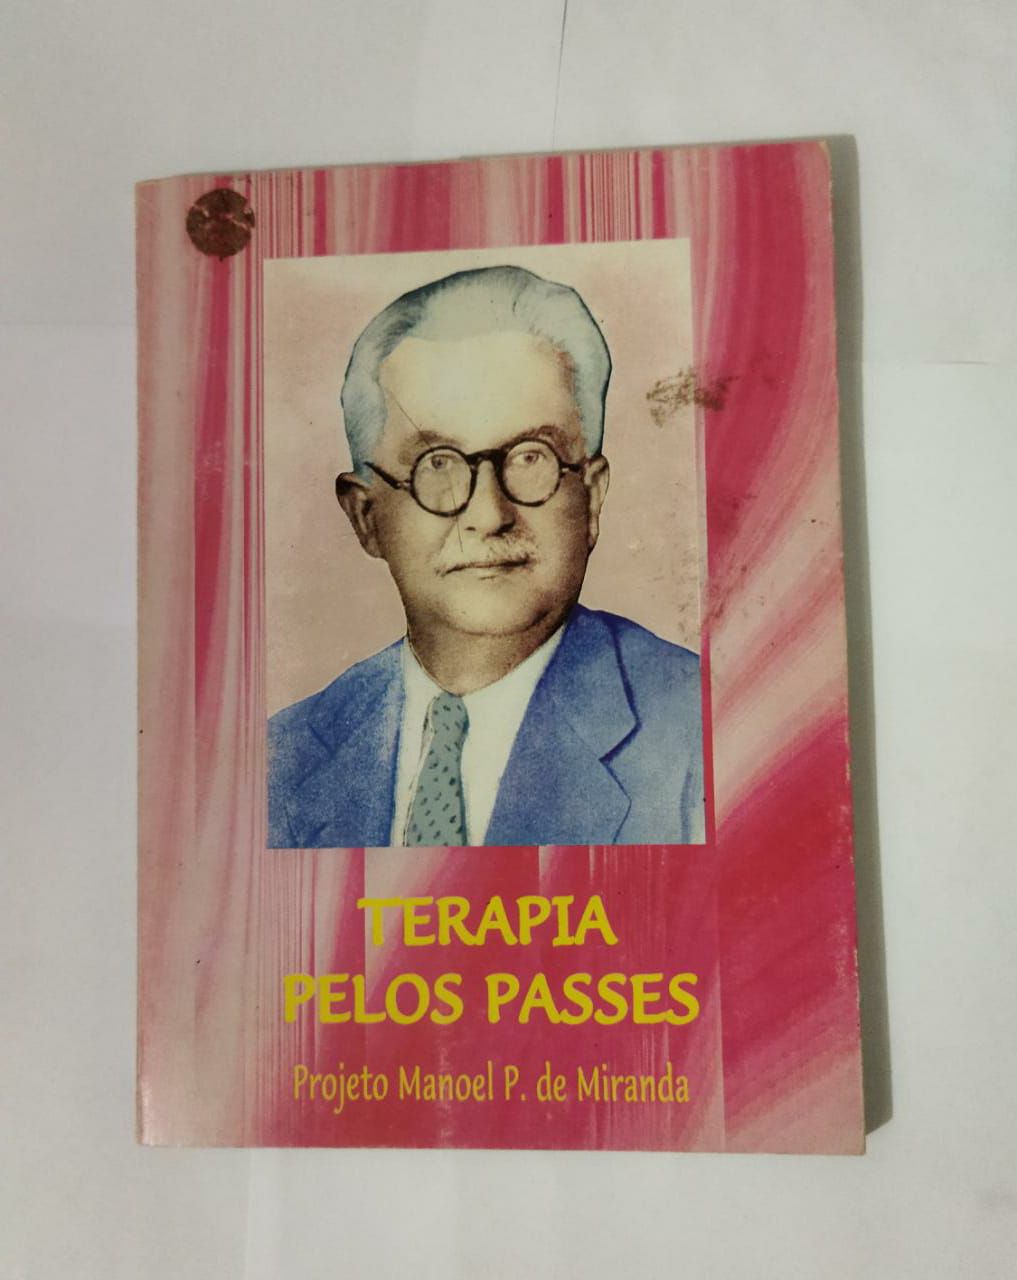 TERAPIA
PELOS PASSES
Projeto Manoel P. de Miranda